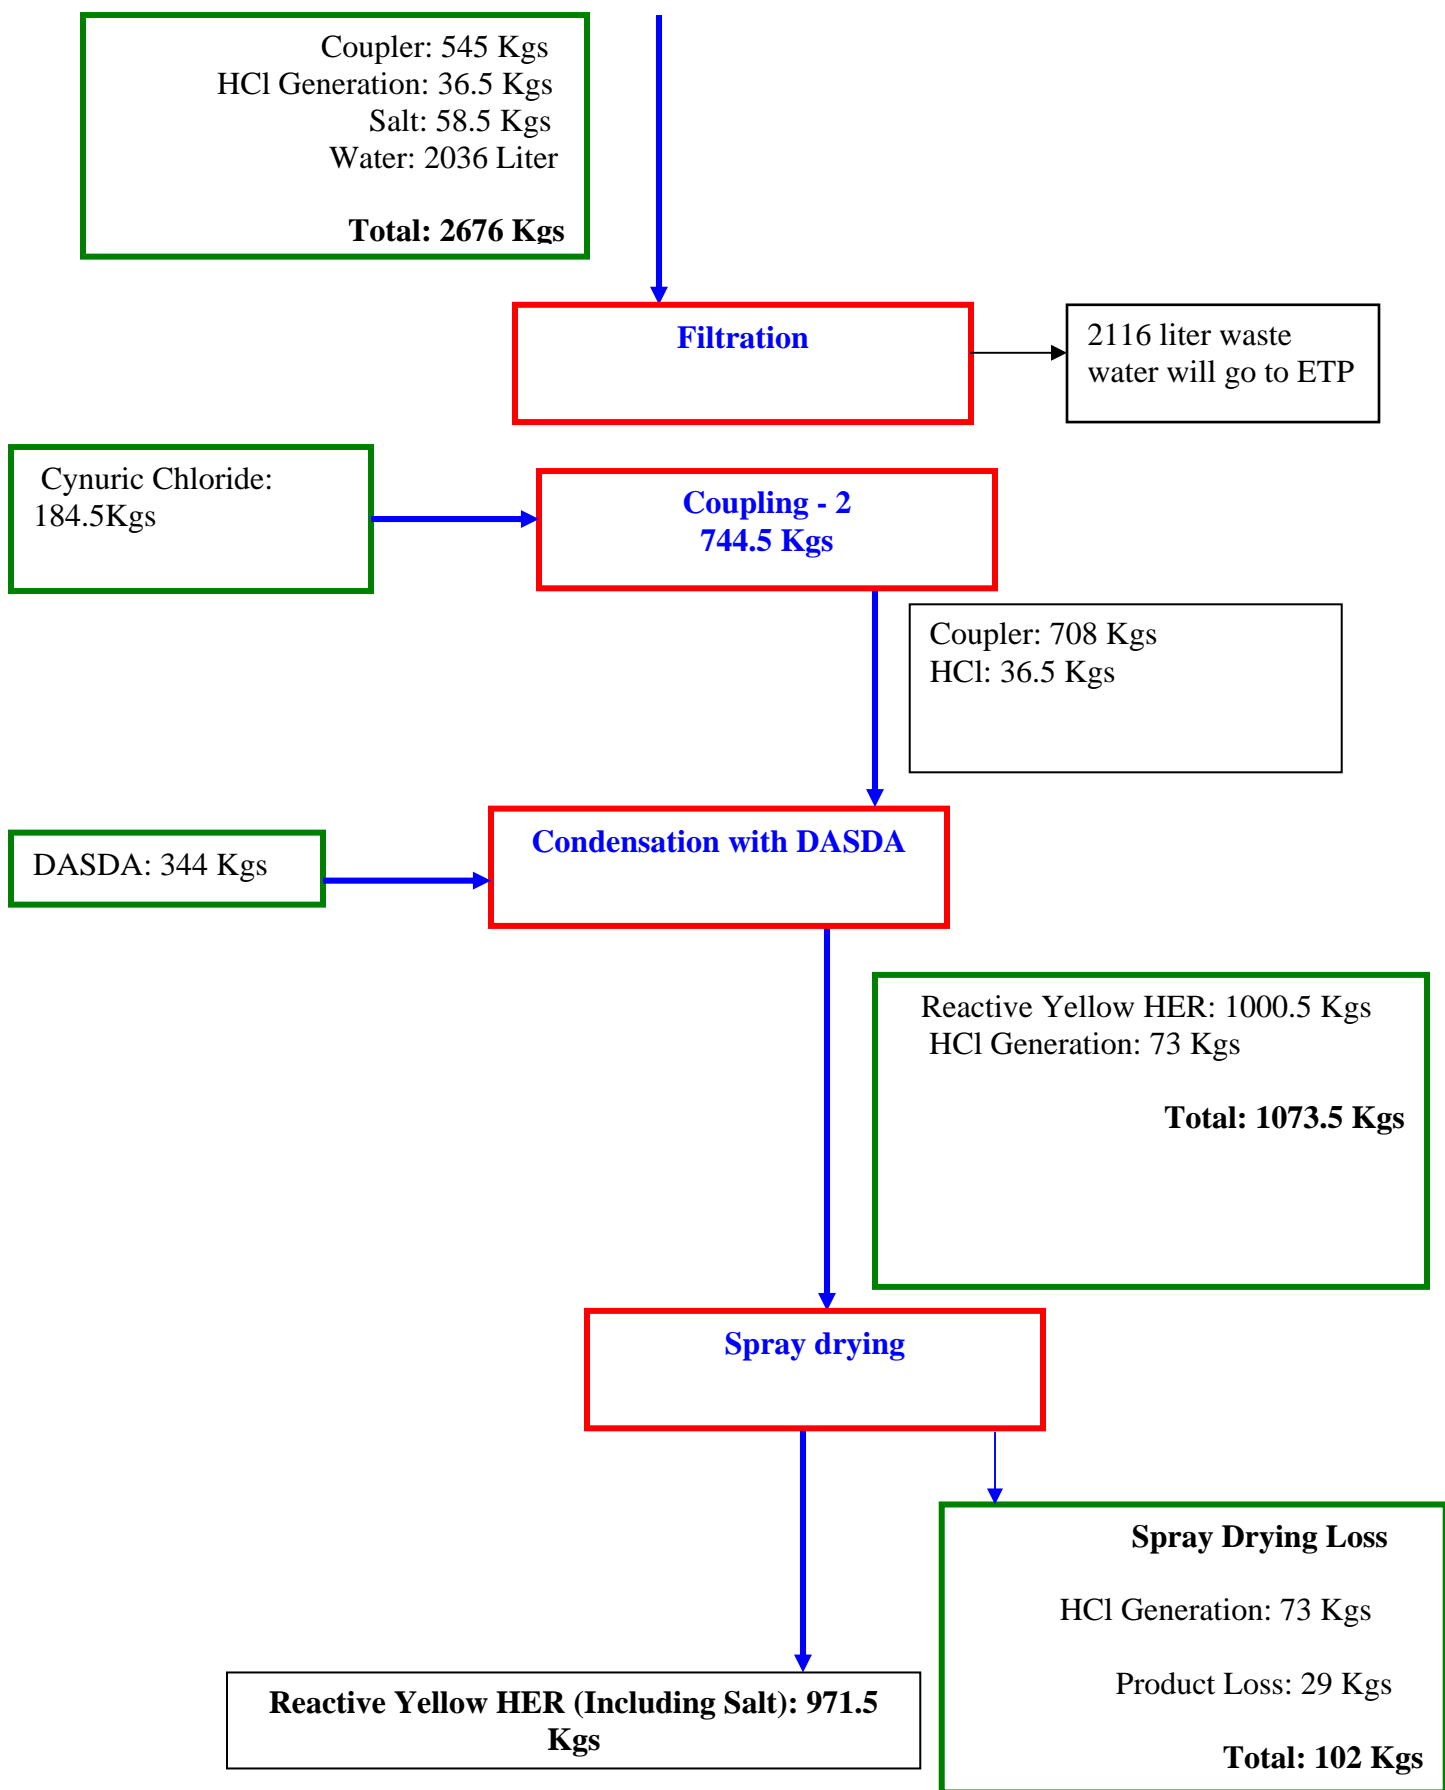 Coupler: 545 Kgs
HCl Generation: 36.5 Kgs
Salt: 58.5 Kgs
Water: 2036 Liter
Total: 2676 Kgs
Filtration
2116 liter waste
water will go to ETP
Cynuric Chloride:
184.5Kgs
Coupling - 2
744.5 Kgs
Coupler: 708 Kgs
HCl: 36.5 Kgs
Condensation with DASDA
DASDA: 344 Kgs
Reactive Yellow HER: 1000.5 Kgs
HCl Generation: 73 Kgs
Total: 1073.5 Kgs
Spray drying
Spray Drying Loss
HCl Generation: 73 Kgs
Product Loss: 29 Kgs
Total: 102 Kgs
Reactive Yellow HER (Including Salt): 971.5
Kgs